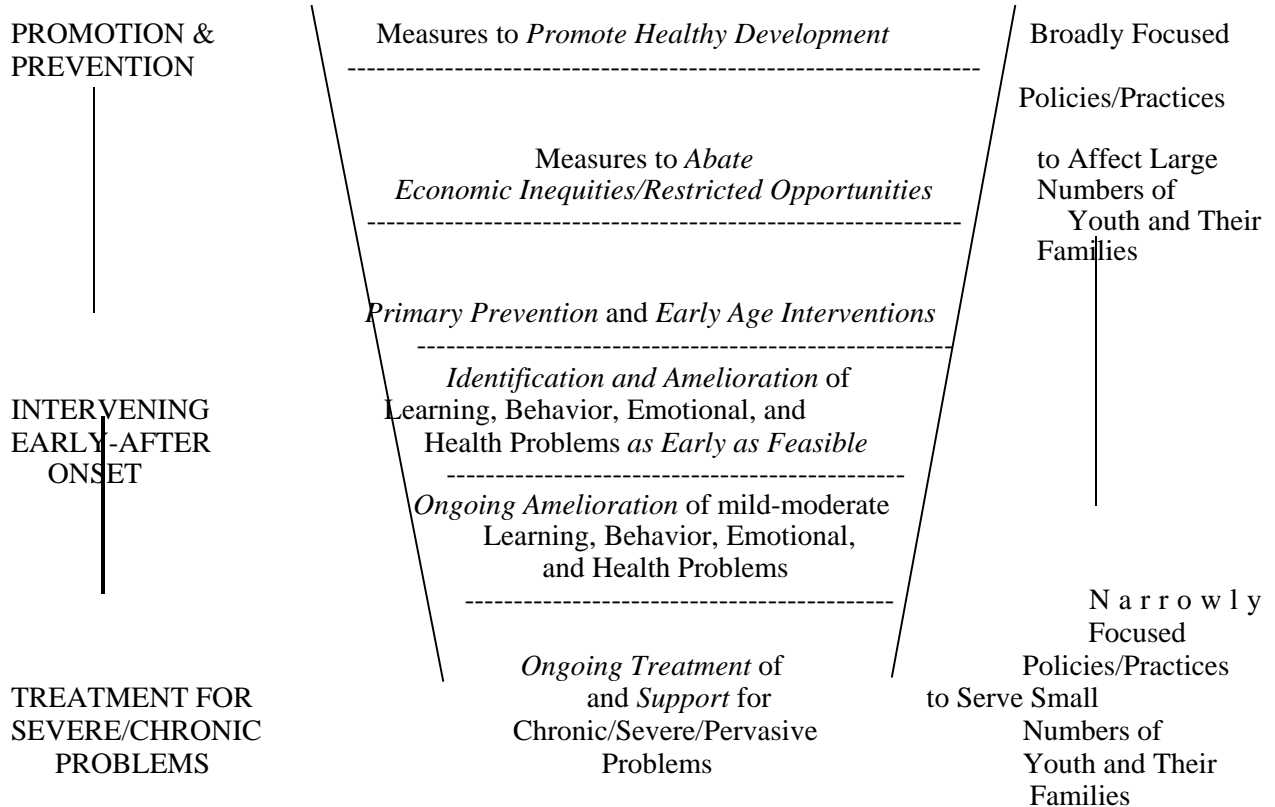 PROMOTION &
PREVENTION
Measures to Promote Healthy Development
Broadly Focused
Policies/Practices
Measures to Abate
Economic Inequities/Restricted Opportunities
to Affect Large
Numbers of
Youth and Their
Families
Primary Prevention and Early Age Interventions
INTERVENING
EARLY-AFTER
ONSET
Identification and Amelioration of
Learning, Behavior, Emotional, and
Health Problems as Early as Feasible
Ongoing Amelioration of mild-moderate
Learning, Behavior, Emotional,
and Health Problems
TREATMENT FOR
SEVERE/CHRONIC
PROBLEMS
Ongoing Treatment of
and Support for
Chronic/Severe/Pervasive
Problems
N a r r o w l y
Focused
Policies/Practices
to Serve Small
Numbers of
Youth and Their
Families